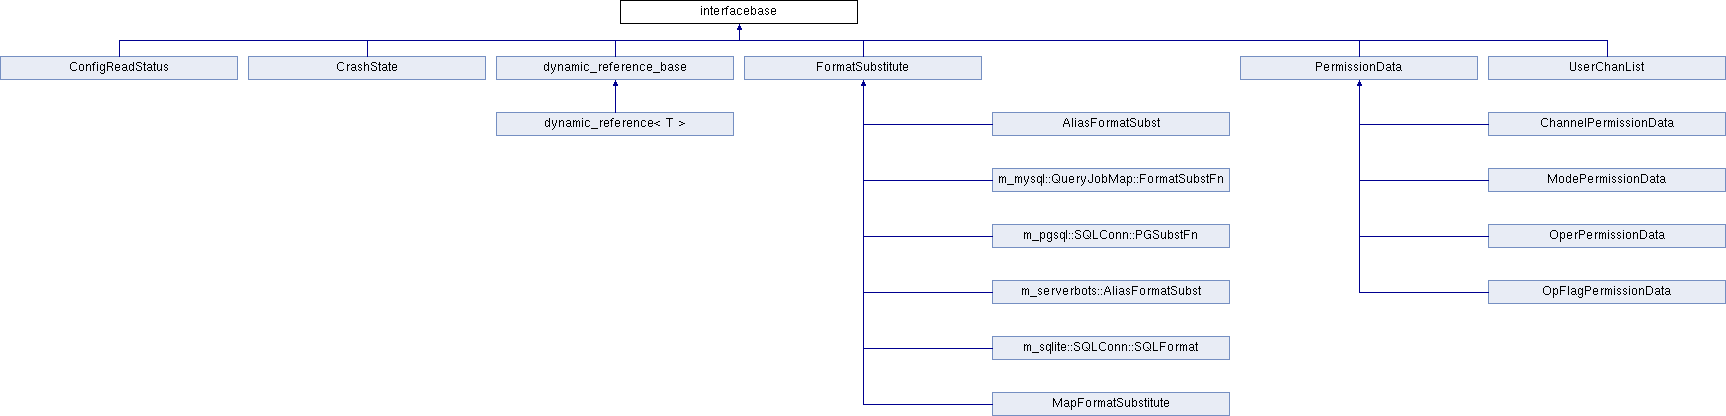 interfacebase
ConfigReadStatus
CrashState
dynamic_reference_base
FormatSubstitute
PermissionData
UserChanList
dynamic_reference< T >
AliasFormatSubst
ChannelPermissionData
m_mysql::QueryJobMap::FormatSubstFn
ModePermissionData
m_pgsql::SQLConn::PGSubstFn
OperPermissionData
m_serverbots::AliasFormatSubst
OpFlagPermissionData
m_sqlite::SQLConn::SQLFormat
MapFormatSubstitute